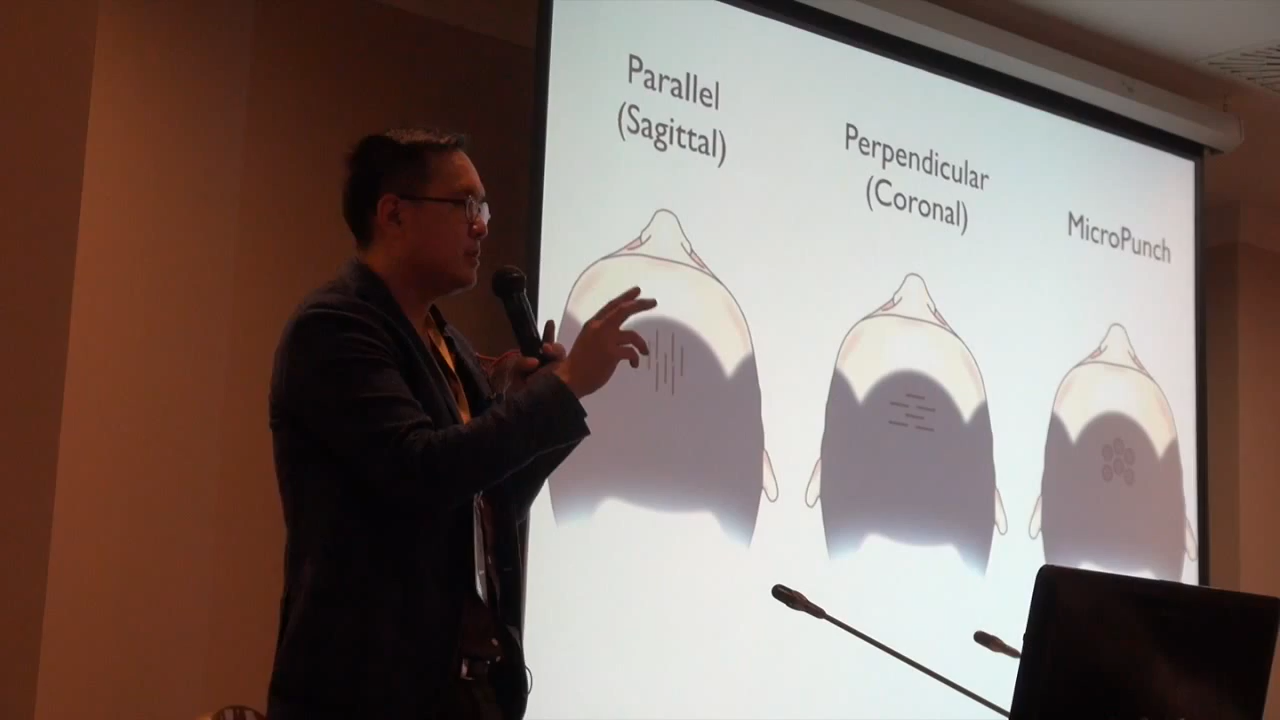 Parallel
(Sagittal)
Perpendicular
(Coronal)
MicroPunch